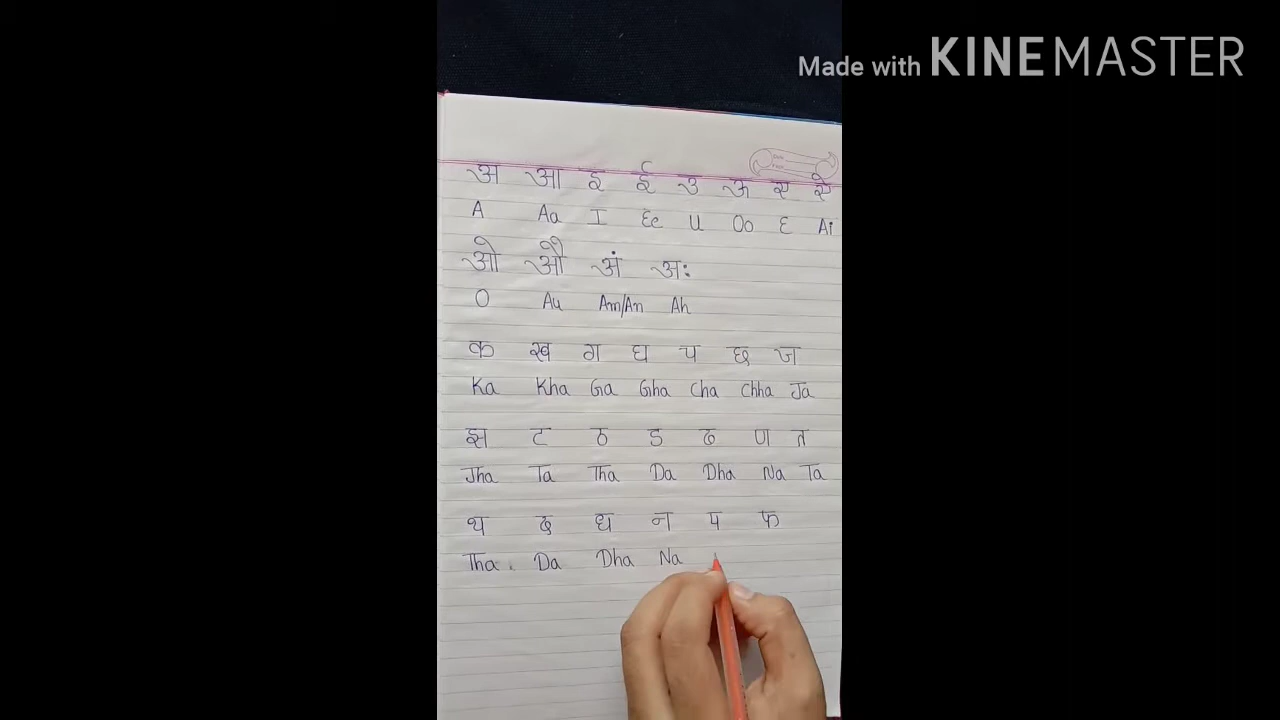 Made with KINEMASTER
अ आ इ ई उ ऊ ए ऐ
A Aa I Ee U Oo E Ai
ओ औ अं अः
O Au Am/An Ah
क ख ग घ च छ ज
Ka Kha Ga Gha Cha Chha Ja
झ ट ठ ड ढ ण त
Jha Ta Tha Da Dha Na Ta
थ द ध न प फ
Tha Da Dha Na